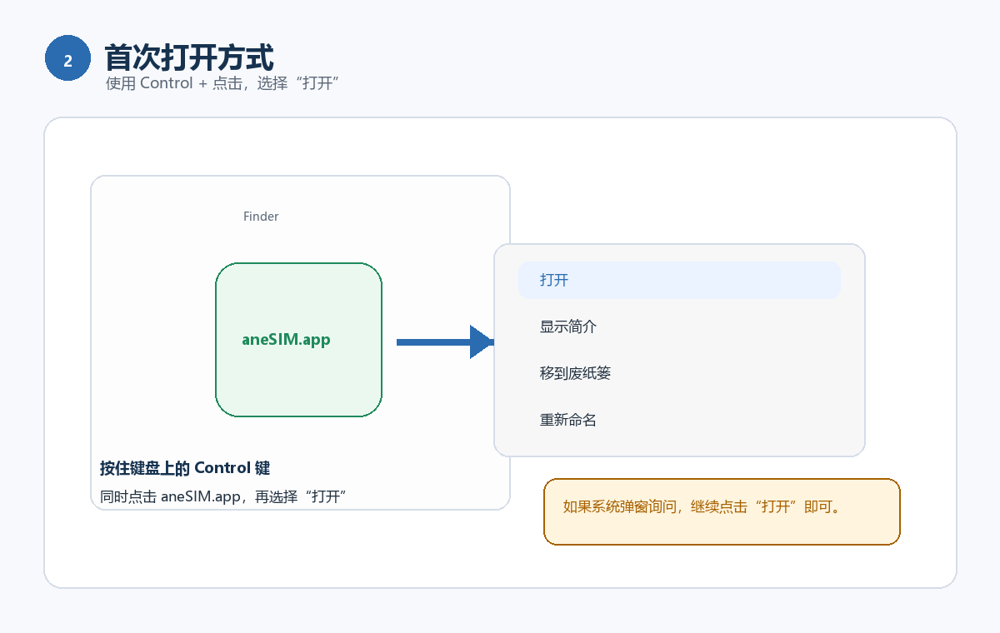 2
首次打开方式
使用 Control + 点击，选择“打开”
Finder
aneSIM.app
打开
显示简介
移到废纸篓
重新命名
按住键盘上的 Control 键
同时点击 aneSIM.app，再选择“打开”
如果系统弹窗询问，继续点击“打开”即可。